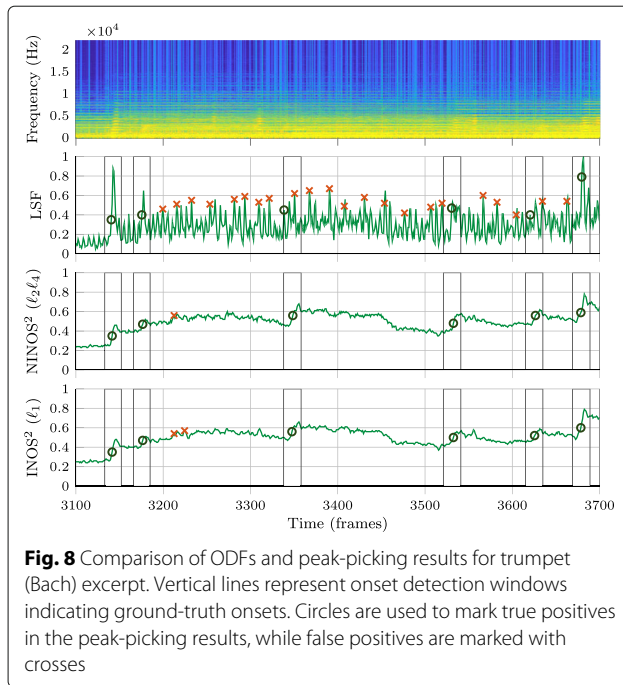 ×10⁴
Frequency (Hz)
2
1.5
1
0.5
0
LSF
1
0.8
0.6
0.4
0.2
0
NINOS² (ℓ₂ℓ₄)
1
0.8
0.6
0.4
0.2
0
INOS² (ℓ₁)
1
0.8
0.6
0.4
0.2
0
3100 3200 3300 3400 3500 3600 3700
Time (frames)
Fig. 8 Comparison of ODFs and peak-picking results for trumpet
(Bach) excerpt. Vertical lines represent onset detection windows
indicating ground-truth onsets. Circles are used to mark true positives
in the peak-picking results, while false positives are marked with
crosses